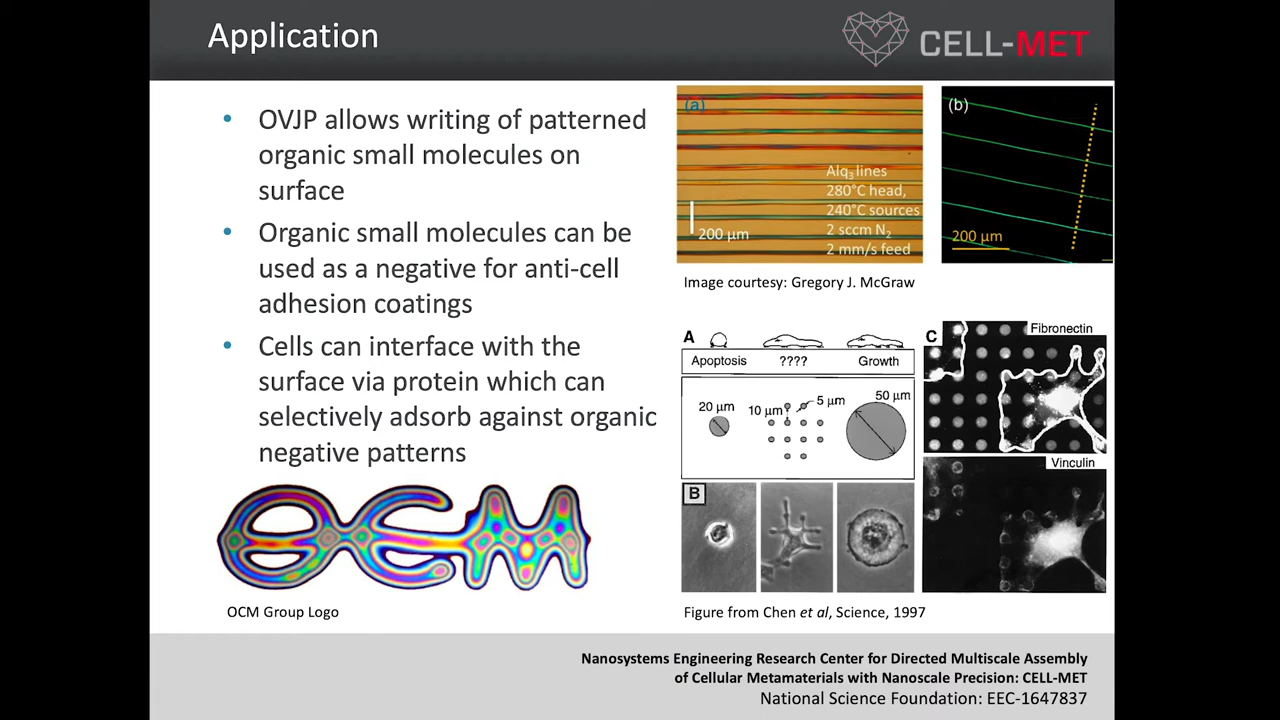 Application
CELL-MET
• OVJP allows writing of patterned
organic small molecules on
surface
• Organic small molecules can be
used as a negative for anti-cell
adhesion coatings
• Cells can interface with the
surface via protein which can
selectively adsorb against organic
negative patterns
OCM
OCM Group Logo
(a)
Alq3 lines
280°C head,
240°C sources
2 sccm N2
2 mm/s feed
200 µm
(b)
200 µm
Image courtesy: Gregory J. McGraw
A
Apoptosis
????
Growth
20 µm
10 µm
5 µm
50 µm
B
C
Fibronectin
Vinculin
Figure from Chen et al, Science, 1997
Nanosystems Engineering Research Center for Directed Multiscale Assembly
of Cellular Metamaterials with Nanoscale Precision: CELL-MET
National Science Foundation: EEC-1647837